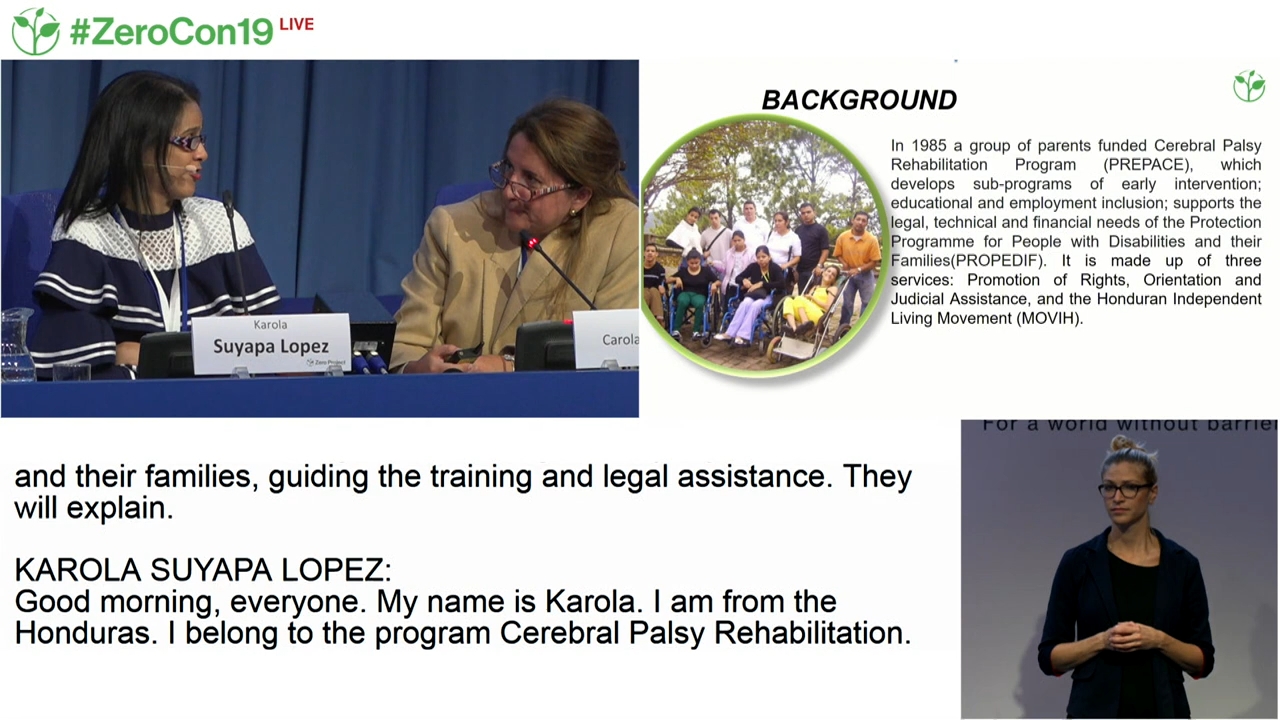 #ZeroCon19 LIVE
Karola
Suyapa Lopez
Zero Project
Carola
BACKGROUND
In 1985 a group of parents funded Cerebral Palsy
Rehabilitation Program (PREPACE), which
develops sub-programs of early intervention;
educational and employment inclusion; supports the
legal, technical and financial needs of the Protection
Programme for People with Disabilities and their
Families(PROPEDIF). It is made up of three
services: Promotion of Rights, Orientation and
Judicial Assistance, and the Honduran Independent
Living Movement (MOVIH).
and their families, guiding the training and legal assistance. They
will explain.
KAROLA SUYAPA LOPEZ:
Good morning, everyone. My name is Karola. I am from the
Honduras. I belong to the program Cerebral Palsy Rehabilitation.
For a world without barrie